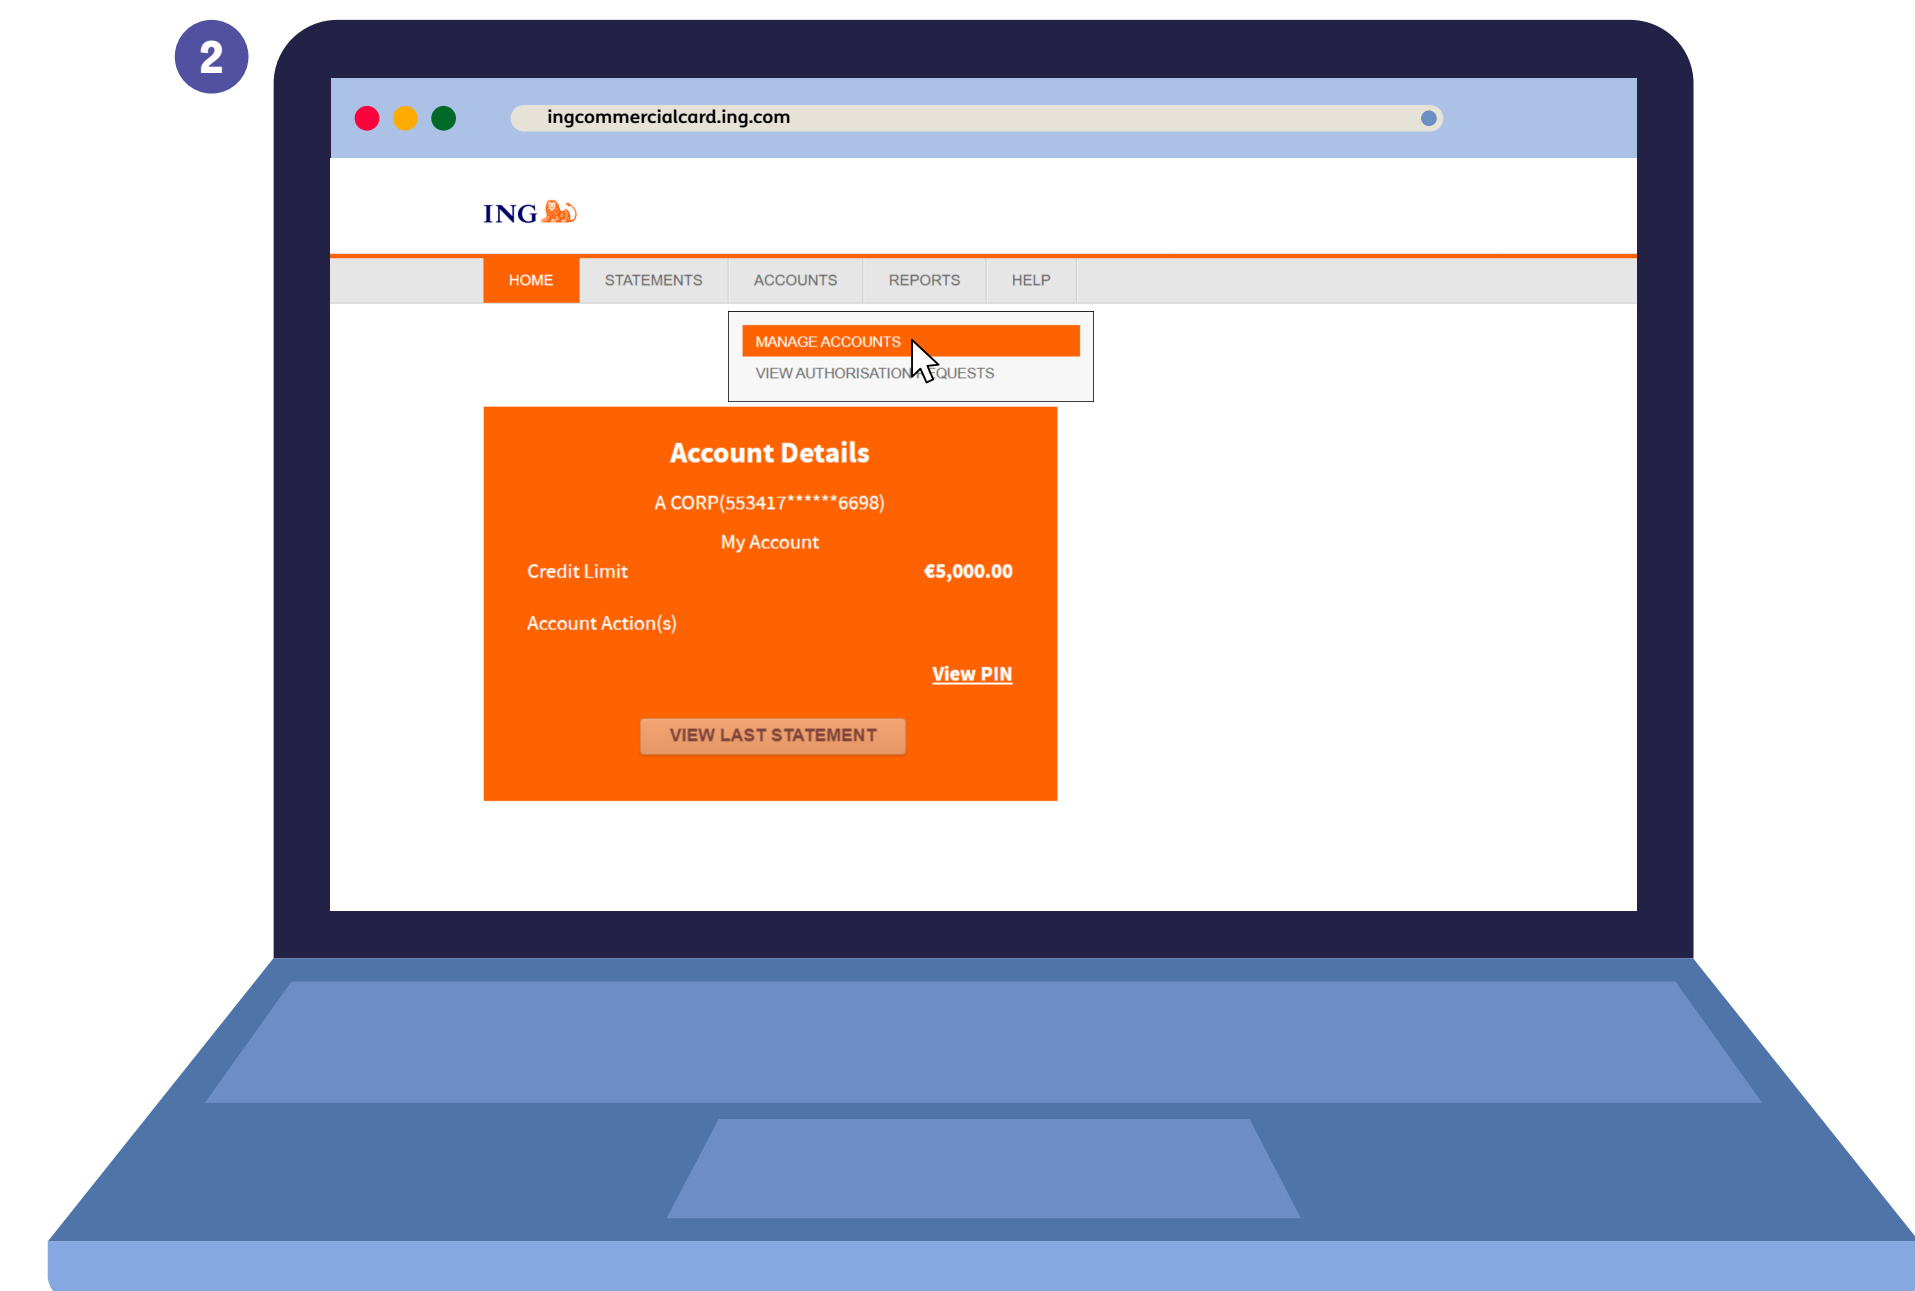 2
ingcommercialcard.ing.com
ING
HOME STATEMENTS ACCOUNTS REPORTS HELP
MANAGE ACCOUNTS
VIEW AUTHORISATION REQUESTS
Account Details
A CORP(553417******6698)
My Account
Credit Limit €5,000.00
Account Action(s)
View PIN
VIEW LAST STATEMENT